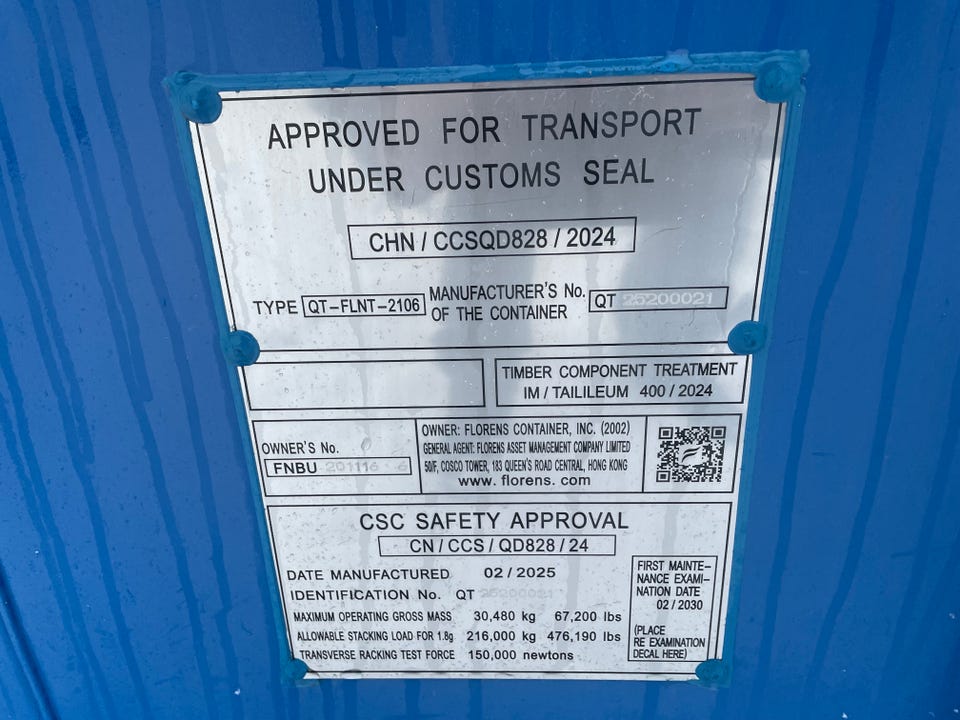 APPROVED FOR TRANSPORT
UNDER CUSTOMS SEAL
CHN / CCSQD828 / 2024
TYPE QT-FLNT-2106 MANUFACTURER'S No. OF THE CONTAINER QT 25200021
TIMBER COMPONENT TREATMENT
IM / TAILILEUM 400 / 2024
OWNER'S No.
FNBU 201116 6
OWNER: FLORENS CONTAINER, INC. (2002)
GENERAL AGENT: FLORENS ASSET MANAGEMENT COMPANY LIMITED
50/F, COSCO TOWER, 183 QUEEN'S ROAD CENTRAL, HONG KONG
www. florens. com
CSC SAFETY APPROVAL
CN / CCS / QD828 / 24
DATE MANUFACTURED 02 / 2025
IDENTIFICATION No. QT 25200021
MAXIMUM OPERATING GROSS MASS 30,480 kg 67,200 lbs
ALLOWABLE STACKING LOAD FOR 1.8g 216,000 kg 476,190 lbs
TRANSVERSE RACKING TEST FORCE 150,000 newtons
FIRST MAINTE-
NANCE EXAMI-
NATION DATE
02 / 2030
(PLACE
RE EXAMINATION
DECAL HERE)